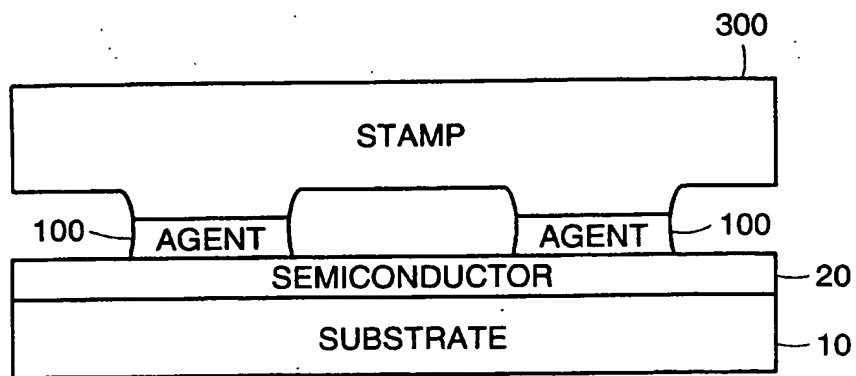 300
STAMP
100 AGENT AGENT 100
SEMICONDUCTOR 20
SUBSTRATE 10